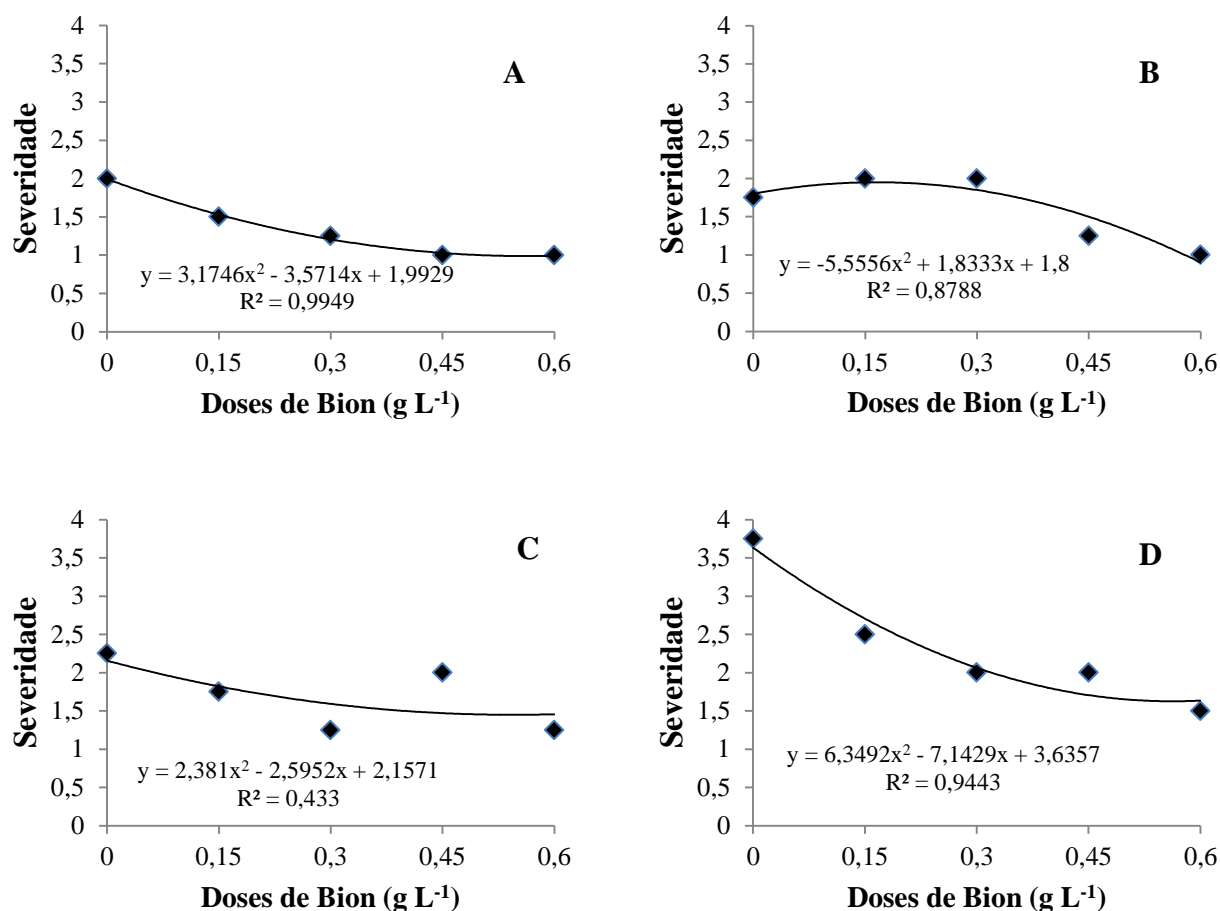 A
Severidade
4
3,5
3
2,5
2
1,5
1
0,5
0
y = 3,1746x² - 3,5714x + 1,9929
R² = 0,9949
0 0,15 0,3 0,45 0,6
Doses de Bion (g L⁻¹)
B
Severidade
4
3,5
3
2,5
2
1,5
1
0,5
0
y = -5,5556x² + 1,8333x + 1,8
R² = 0,8788
0 0,15 0,3 0,45 0,6
Doses de Bion (g L⁻¹)
C
Severidade
4
3,5
3
2,5
2
1,5
1
0,5
0
y = 2,381x² - 2,5952x + 2,1571
R² = 0,433
0 0,15 0,3 0,45 0,6
Doses de Bion (g L⁻¹)
D
Severidade
4
3,5
3
2,5
2
1,5
1
0,5
0
y = 6,3492x² - 7,1429x + 3,6357
R² = 0,9443
0 0,15 0,3 0,45 0,6
Doses de Bion (g L⁻¹)